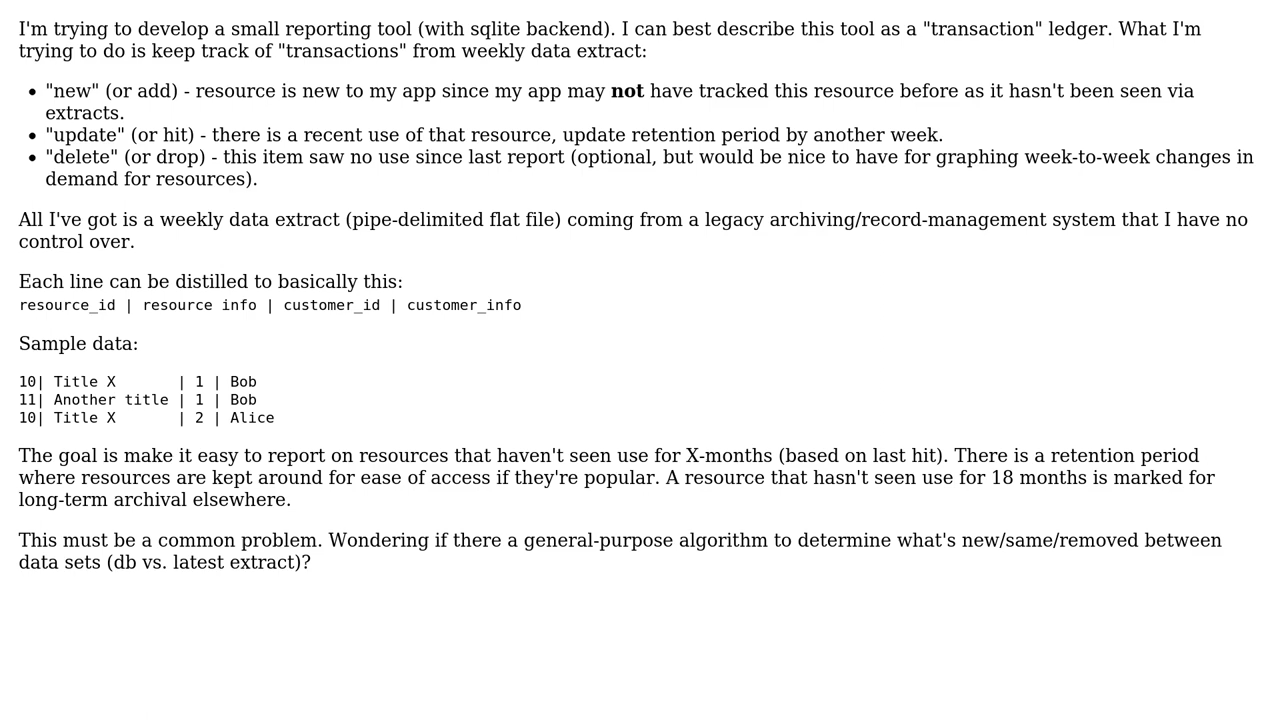 I'm trying to develop a small reporting tool (with sqlite backend). I can best describe this tool as a "transaction" ledger. What I'm
trying to do is keep track of "transactions" from weekly data extract:
• "new" (or add) - resource is new to my app since my app may not have tracked this resource before as it hasn't been seen via
extracts.
• "update" (or hit) - there is a recent use of that resource, update retention period by another week.
• "delete" (or drop) - this item saw no use since last report (optional, but would be nice to have for graphing week-to-week changes in
demand for resources).
All I've got is a weekly data extract (pipe-delimited flat file) coming from a legacy archiving/record-management system that I have no
control over.
Each line can be distilled to basically this:
resource_id | resource info | customer_id | customer_info
Sample data:
10| Title X       | 1 | Bob
11| Another title | 1 | Bob
10| Title X       | 2 | Alice
The goal is make it easy to report on resources that haven't seen use for X-months (based on last hit). There is a retention period
where resources are kept around for ease of access if they're popular. A resource that hasn't seen use for 18 months is marked for
long-term archival elsewhere.
This must be a common problem. Wondering if there a general-purpose algorithm to determine what's new/same/removed between
data sets (db vs. latest extract)?